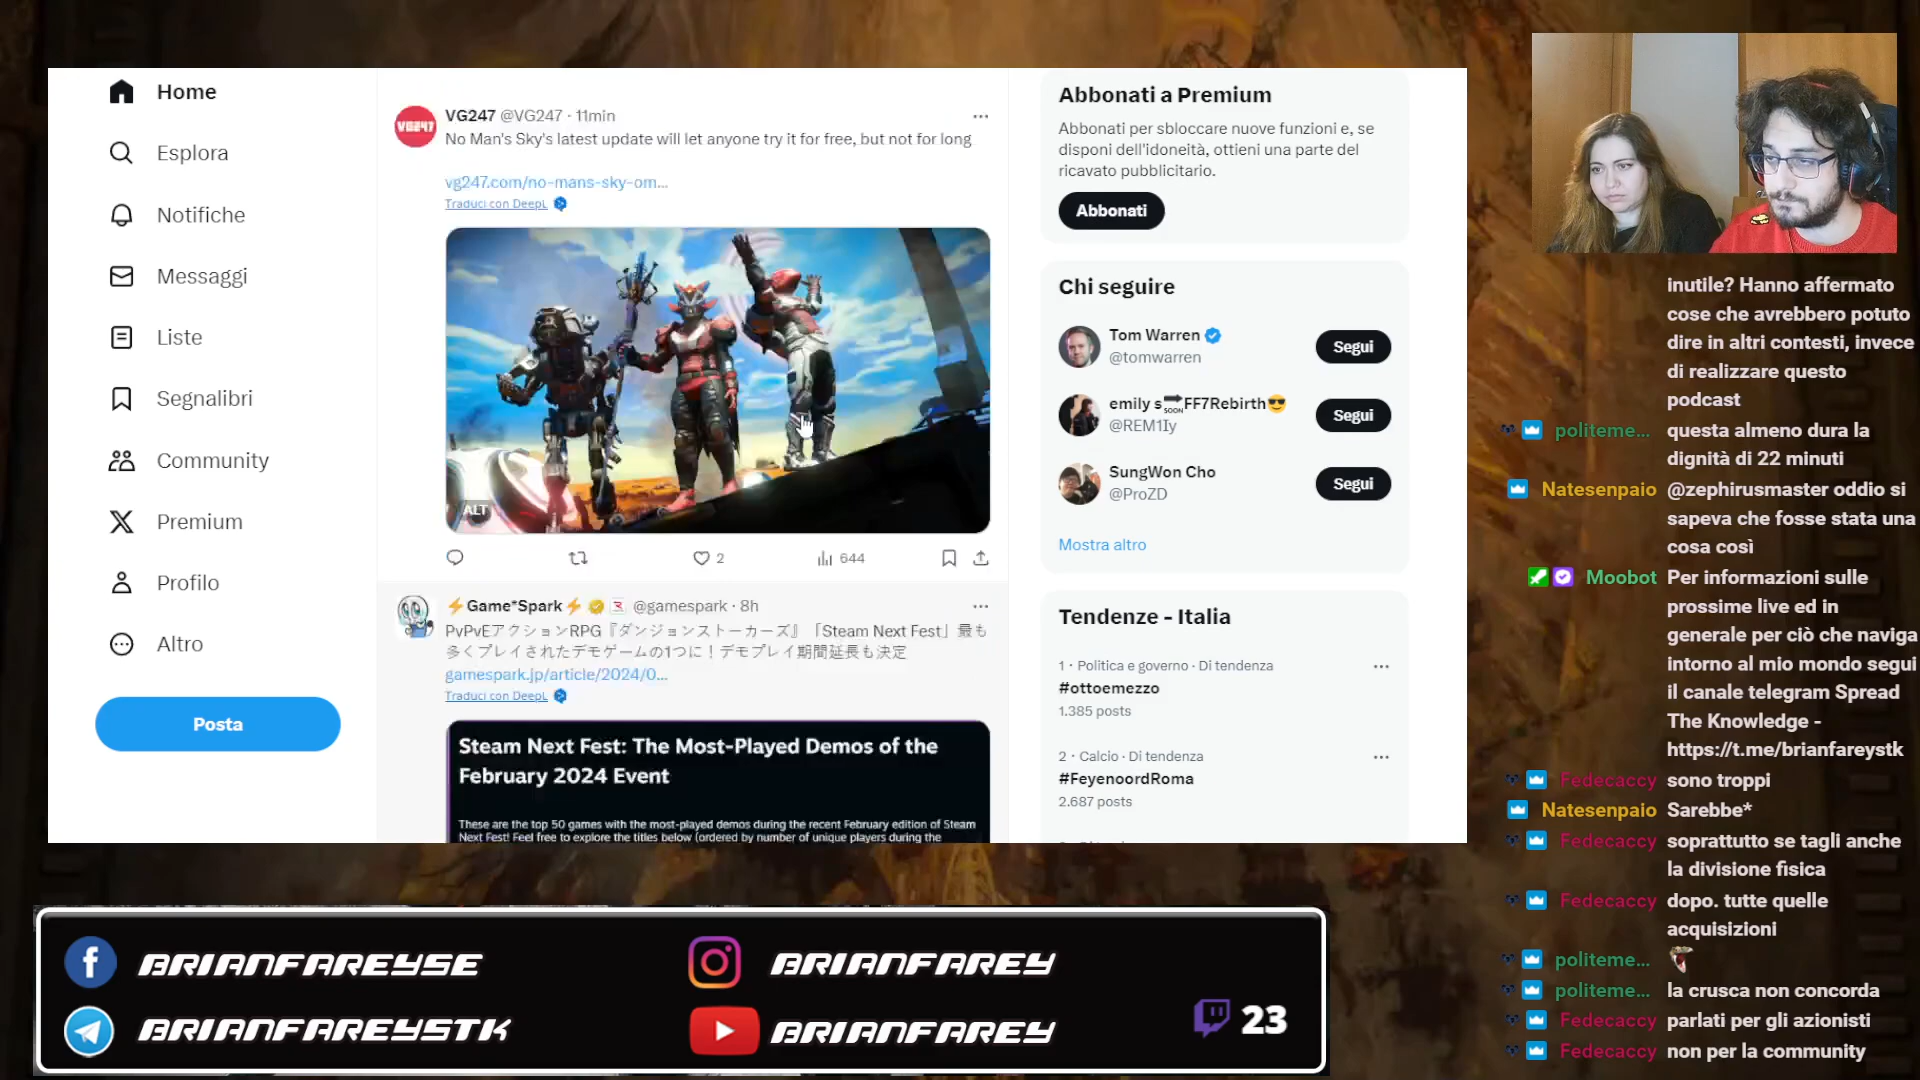 Home
Esplora
Notifiche
Messaggi
Liste
Segnalibri
Community
Premium
Profilo
Altro
Posta
VG247
VG247 @VG247 · 11min
No Man's Sky's latest update will let anyone try it for free, but not for long
vg247.com/no-mans-sky-om...
Traduci con DeepL
ALT
2
644
⚡Game*Spark⚡ @gamespark · 8h
PvPvEアクションRPG『ダンジョンストーカーズ』「Steam Next Fest」最も
多くプレイされたデモゲームの1つに！デモプレイ期間延長も決定
gamespark.jp/article/2024/0...
Traduci con DeepL
Steam Next Fest: The Most-Played Demos of the
February 2024 Event
These are the top 50 games with the most-played demos during the recent February edition of Steam
Next Fest! Feel free to explore the titles below (ordered by number of unique players during the
Abbonati a Premium
Abbonati per sbloccare nuove funzioni e, se
disponi dell'idoneità, ottieni una parte del
ricavato pubblicitario.
Abbonati
Chi seguire
Tom Warren
@tomwarren
Segui
emily s🔜FF7Rebirth😎
@REM1Iy
Segui
SungWon Cho
@ProZD
Segui
Mostra altro
Tendenze - Italia
1 · Politica e governo · Di tendenza
#ottoemezzo
1.385 posts
2 · Calcio · Di tendenza
#FeyenoordRoma
2.687 posts
inutile? Hanno affermato
cose che avrebbero potuto
dire in altri contesti, invece
di realizzare questo
podcast
politeme... questa almeno dura la
dignità di 22 minuti
Natesenpaio @zephirusmaster oddio si
sapeva che fosse stata una
cosa così
Moobot Per informazioni sulle
prossime live ed in
generale per ciò che naviga
intorno al mio mondo segui
il canale telegram Spread
The Knowledge -
https://t.me/brianfareystk
Fedecaccy sono troppi
Natesenpaio Sarebbe*
Fedecaccy soprattutto se tagli anche
la divisione fisica
Fedecaccy dopo. tutte quelle
acquisizioni
politeme...
politeme... la crusca non concorda
Fedecaccy parlati per gli azionisti
Fedecaccy non per la community
BRIANFAREYSE
BRIANFAREY
BRIANFAREYSTK
BRIANFAREY
23